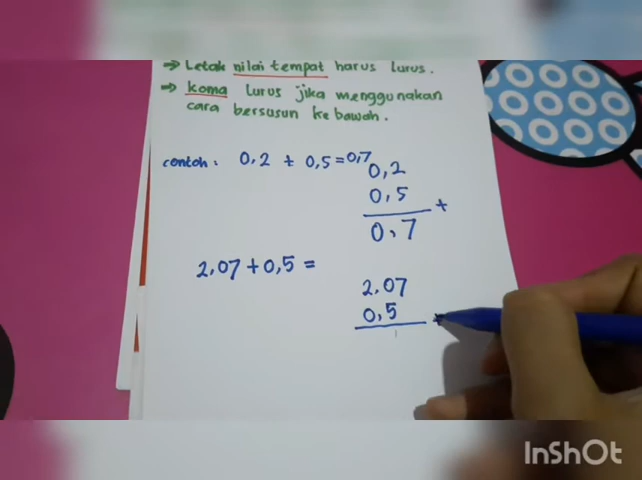 → Letak nilai tempat harus lurus.
→ koma lurus jika menggunakan
cara bersusun ke bawah.
contoh: 0,2 + 0,5 = 0,7
0,2
0,5
+
0,7
2,07 + 0,5 =
2,07
0,5
+
InShOt